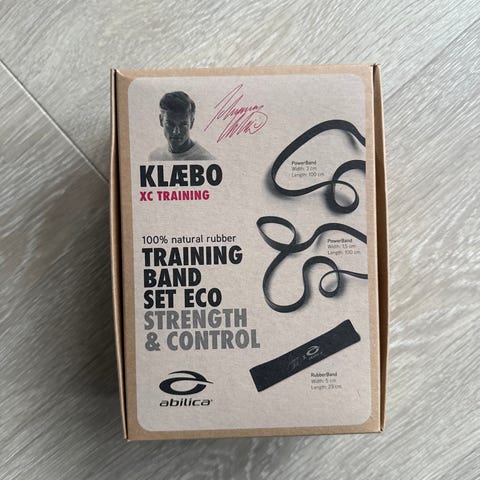 KLÆBO
XC TRAINING
100% natural rubber
TRAINING
BAND
SET ECO
STRENGTH
& CONTROL
abilica®
PowerBand
Width: 3 cm
Length: 100 cm
PowerBand
Width: 1,5 cm
Length: 100 cm
RubberBand
Width: 5 cm
Length: 23 cm